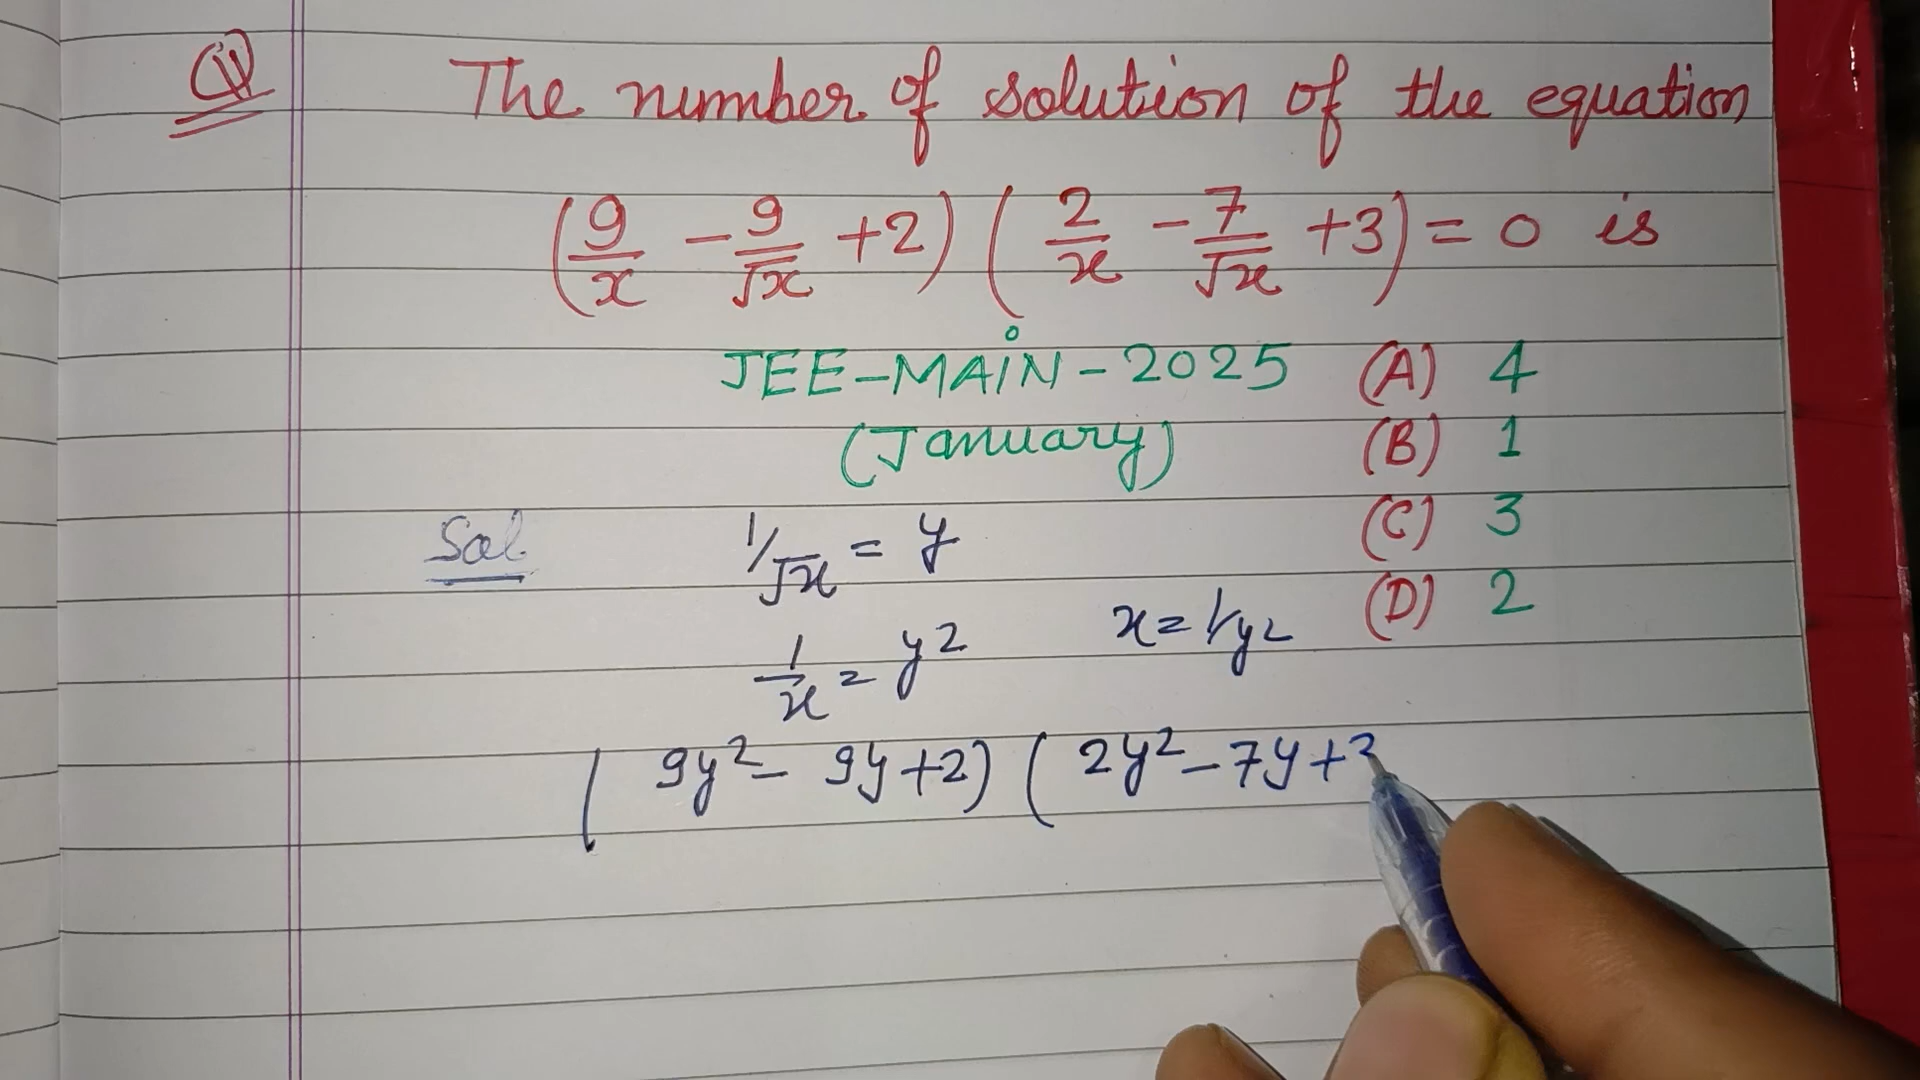 Q1 The number of solution of the equation
(9/x - 9/√x + 2) (2/x - 7/√x + 3) = 0 is
JEE-MAIN-2025 (A) 4
(January) (B) 1
(C) 3
Sol 1/√x = y
(D) 2
1/x = y² x = 1/y²
(9y² - 9y + 2) (2y² - 7y + 3